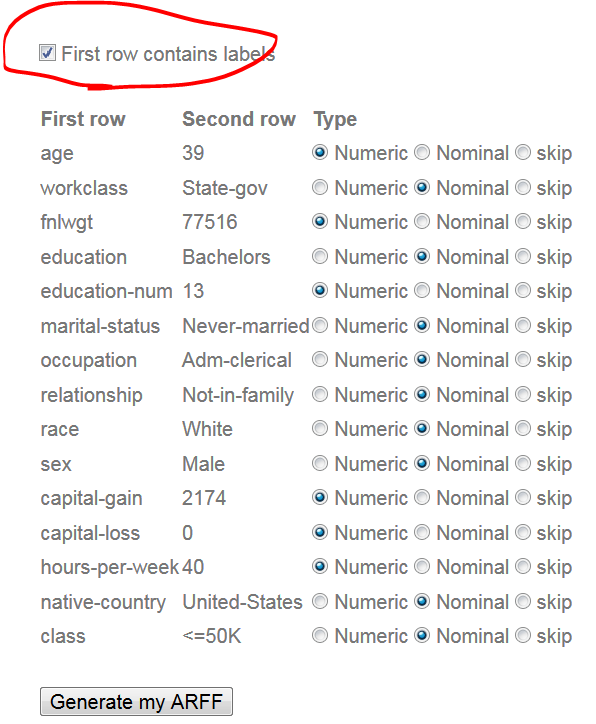 First row contains labels
First row Second row Type
age 39 Numeric Nominal skip
workclass State-gov Numeric Nominal skip
fnlwgt 77516 Numeric Nominal skip
education Bachelors Numeric Nominal skip
education-num 13 Numeric Nominal skip
marital-status Never-married Numeric Nominal skip
occupation Adm-clerical Numeric Nominal skip
relationship Not-in-family Numeric Nominal skip
race White Numeric Nominal skip
sex Male Numeric Nominal skip
capital-gain 2174 Numeric Nominal skip
capital-loss 0 Numeric Nominal skip
hours-per-week 40 Numeric Nominal skip
native-country United-States Numeric Nominal skip
class <=50K Numeric Nominal skip
Generate my ARFF